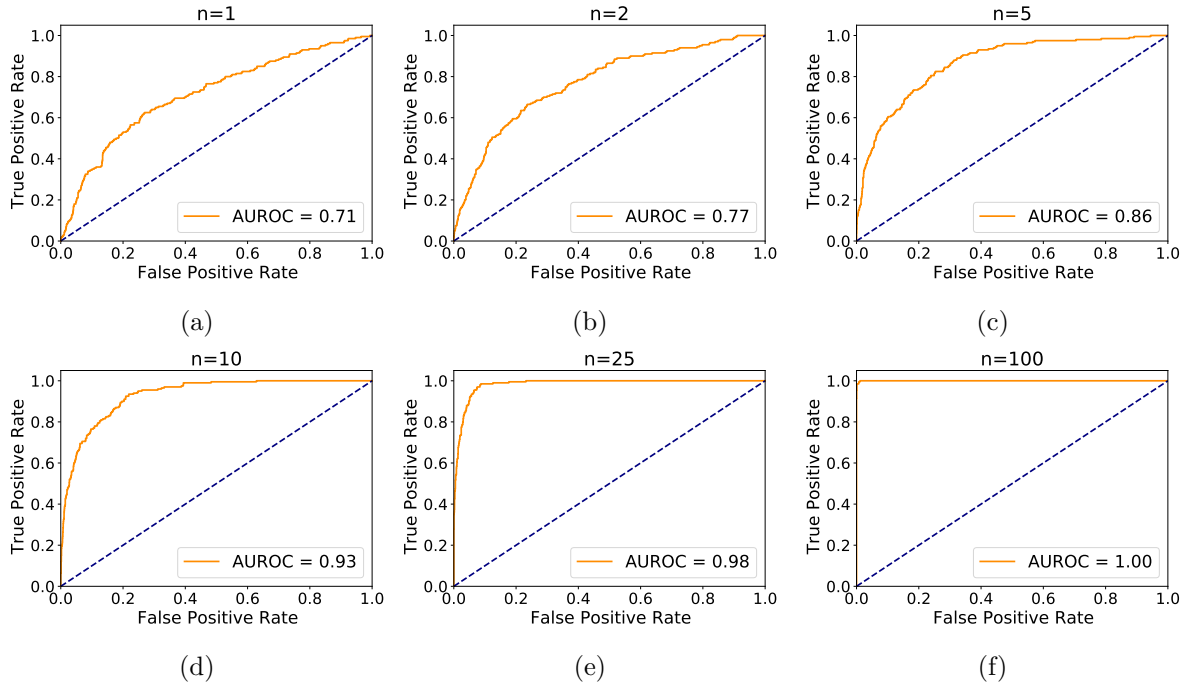 n=1
1.0
0.8
0.6
0.4
0.2
0.0
True Positive Rate
AUROC = 0.71
0.0 0.2 0.4 0.6 0.8 1.0
False Positive Rate
(a)
n=2
1.0
0.8
0.6
0.4
0.2
0.0
True Positive Rate
AUROC = 0.77
0.0 0.2 0.4 0.6 0.8 1.0
False Positive Rate
(b)
n=5
1.0
0.8
0.6
0.4
0.2
0.0
True Positive Rate
AUROC = 0.86
0.0 0.2 0.4 0.6 0.8 1.0
False Positive Rate
(c)
n=10
1.0
0.8
0.6
0.4
0.2
0.0
True Positive Rate
AUROC = 0.93
0.0 0.2 0.4 0.6 0.8 1.0
False Positive Rate
(d)
n=25
1.0
0.8
0.6
0.4
0.2
0.0
True Positive Rate
AUROC = 0.98
0.0 0.2 0.4 0.6 0.8 1.0
False Positive Rate
(e)
n=100
1.0
0.8
0.6
0.4
0.2
0.0
True Positive Rate
AUROC = 1.00
0.0 0.2 0.4 0.6 0.8 1.0
False Positive Rate
(f)